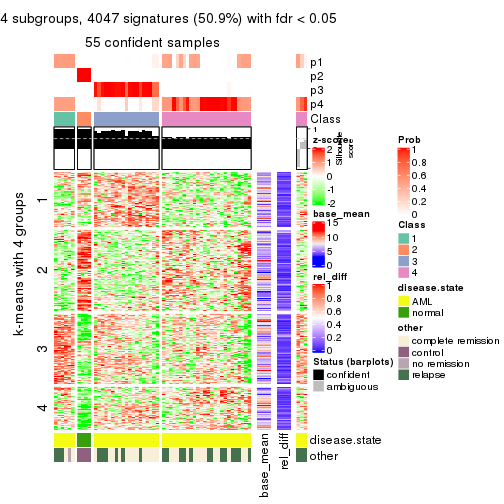 4 subgroups, 4047 signatures (50.9%) with fdr < 0.05
55 confident samples
p1
p2
p3
p4
Class
1
Silhouette
score
k-means with 4 groups
1
2
3
4
disease.state
other
base_mean
rel_diff
z-score
2
1
0
-1
-2
base_mean
15
10
5
0
rel_diff
1
0.8
0.6
0.4
0.2
0
Status (barplots)
confident
ambiguous
Prob
1
0.8
0.6
0.4
0.2
0
Class
1
2
3
4
disease.state
AML
normal
other
complete remission
control
no remission
relapse